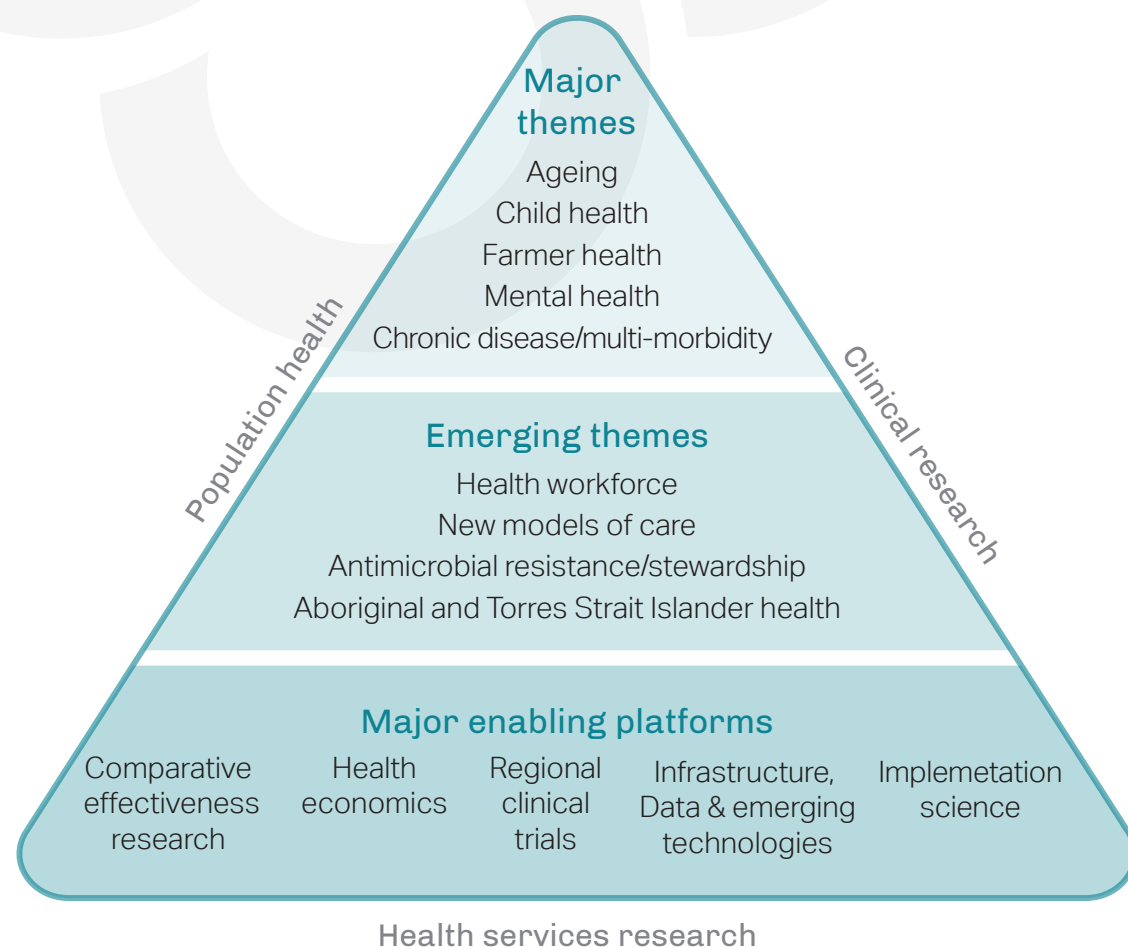 Major
themes
Ageing
Child health
Farmer health
Mental health
Chronic disease/multi-morbidity
Population health
Clinical research
Emerging themes
Health workforce
New models of care
Antimicrobial resistance/stewardship
Aboriginal and Torres Strait Islander health
Major enabling platforms
Comparative
effectiveness
research
Health
economics
Regional
clinical
trials
Infrastructure,
Data & emerging
technologies
Implemetation
science
Health services research